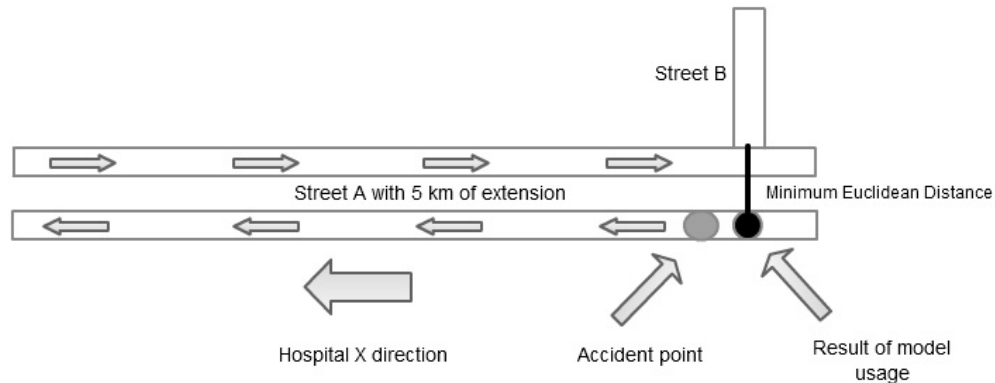 Street B
Street A with 5 km of extension
Minimum Euclidean Distance
Hospital X direction
Accident point
Result of model
usage